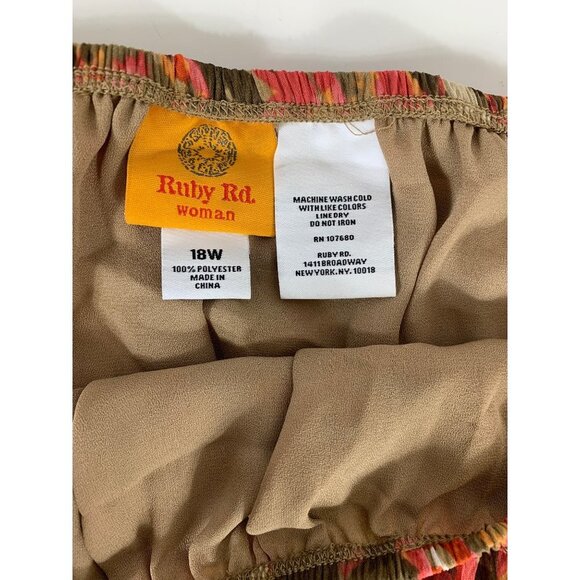 Ruby Rd.
woman
18W
100% POLYESTER
MADE IN
CHINA
MACHINE WASH COLD
WITH LIKE COLORS
LINE DRY
DO NOT IRON
RN 107680
RUBY RD.
1411 BROADWAY
NEW YORK. NY. 10018